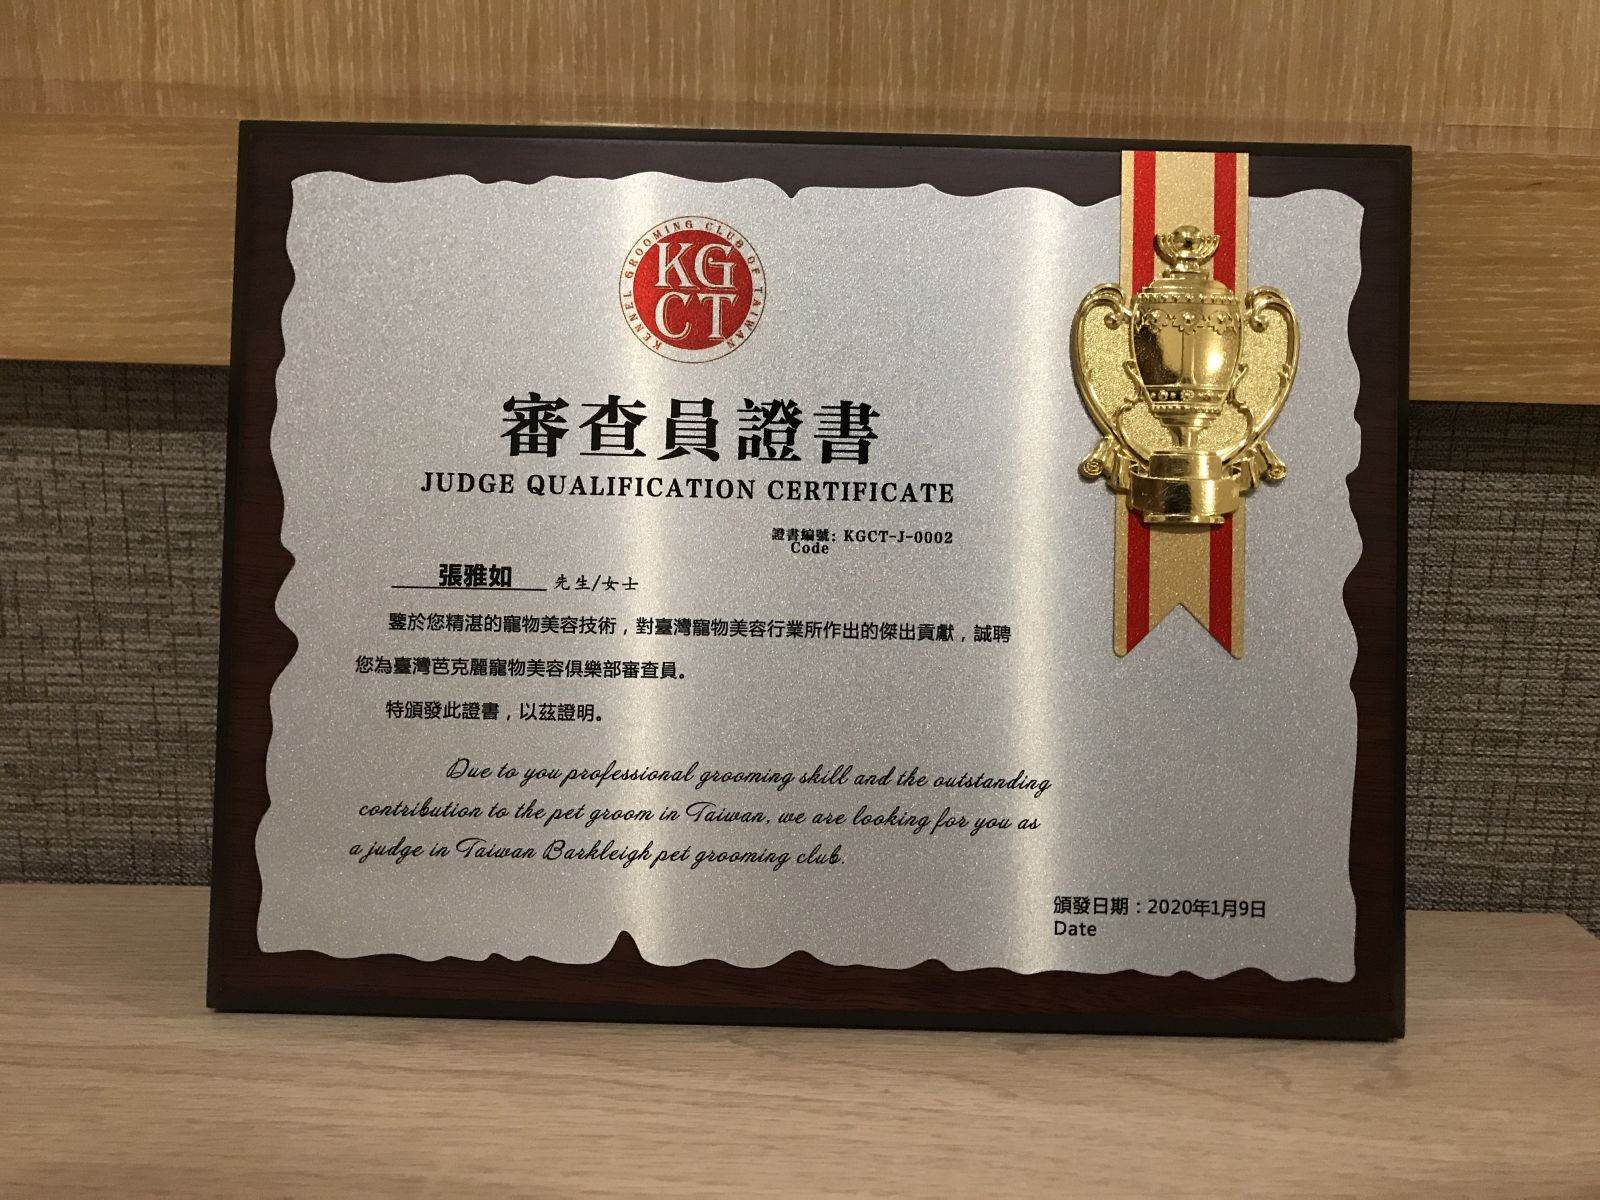 KENNEL GROOMING CLUB OF TAIWAN
KG
CT
審查員證書
JUDGE QUALIFICATION CERTIFICATE
證書編號: KGCT-J-0002
Code
張雅如 先生/女士
鑒於您精湛的寵物美容技術，對臺灣寵物美容行業所作出的傑出貢獻，誠聘
您為臺灣芭克麗寵物美容俱樂部審查員。
特頒發此證書，以茲證明。
Due to you professional grooming skill and the outstanding
contribution to the pet groom in Taiwan, we are looking for you as
a judge in Taiwan Barkleigh pet grooming club.
頒發日期：2020年1月9日
Date